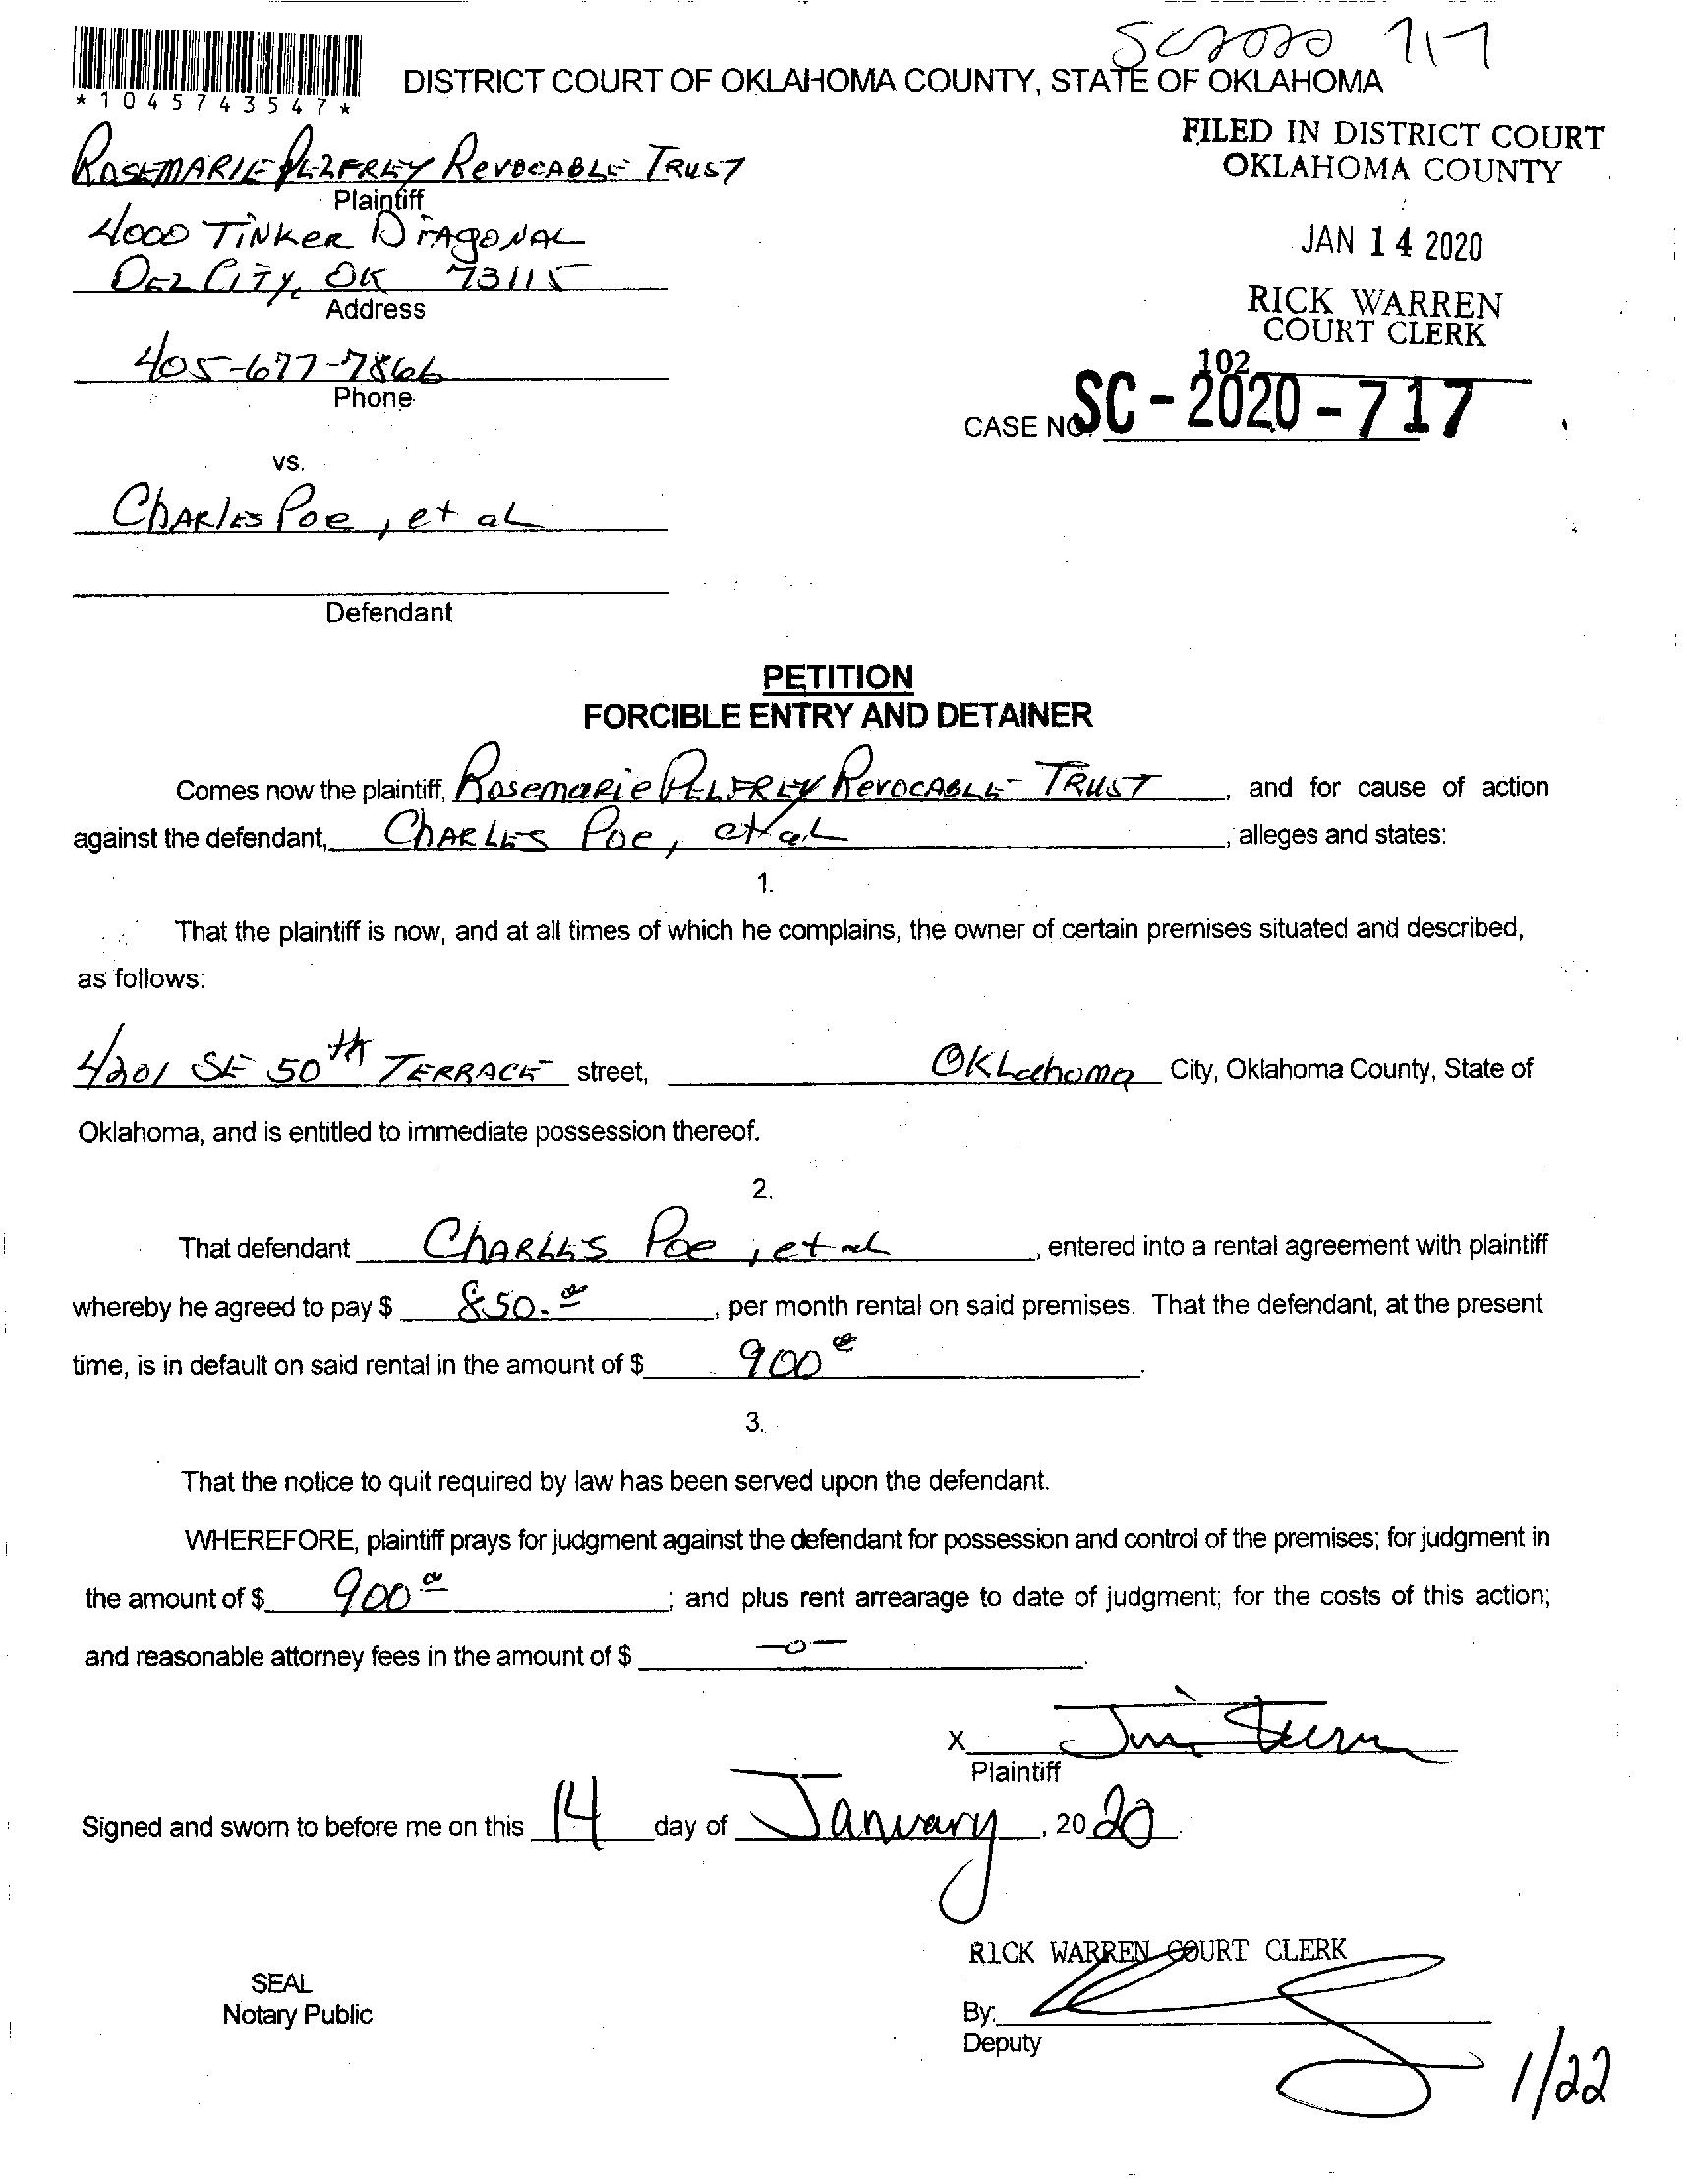 SC2020 717
*1045743547*
DISTRICT COURT OF OKLAHOMA COUNTY, STATE OF OKLAHOMA
FILED IN DISTRICT COURT
OKLAHOMA COUNTY
ROSEMARIE PELFREY REVOCABLE TRUST
Plaintiff
4000 TINKER DIAGONAL
JAN 14 2020
DEL CITY, OK 73115
Address
RICK WARREN
COURT CLERK
405-677-7866
Phone
102
CASE NO. SC - 2020 - 717
vs.
CHARLES POE, et al
Defendant
PETITION
FORCIBLE ENTRY AND DETAINER
Comes now the plaintiff, Rosemarie PELFREY REVOCABLE TRUST, and for cause of action
against the defendant, CHARLES Poe, et al, alleges and states:
1.
That the plaintiff is now, and at all times of which he complains, the owner of certain premises situated and described,
as follows:
4201 SE 50th TERRACE street, Oklahoma City, Oklahoma County, State of
Oklahoma, and is entitled to immediate possession thereof.
2.
That defendant CHARLES Poe, et al, entered into a rental agreement with plaintiff
whereby he agreed to pay $ 850.00, per month rental on said premises. That the defendant, at the present
time, is in default on said rental in the amount of $ 900 00.
3.
That the notice to quit required by law has been served upon the defendant.
WHEREFORE, plaintiff prays for judgment against the defendant for possession and control of the premises; for judgment in
the amount of $ 900 00; and plus rent arrearage to date of judgment; for the costs of this action;
and reasonable attorney fees in the amount of $ -0-.
X
Plaintiff
Signed and sworn to before me on this 14 day of January, 2020.
RICK WARREN COURT CLERK
SEAL
Notary Public
By:
Deputy
1/22